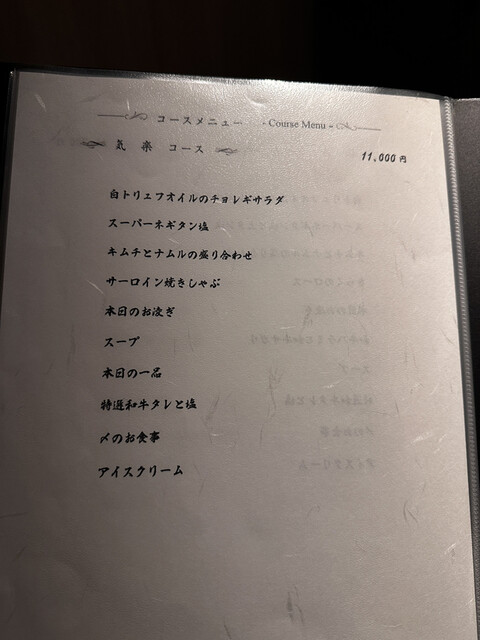 コースメニュー - Course Menu -
気楽 コース
11,000 円
白トリュフオイルのチョレギサラダ
スーパーネギタン塩
キムチとナムルの盛り合わせ
サーロイン焼きしゃぶ
本日のお凌ぎ
スープ
本日の一品
特選和牛タレと塩
〆のお食事
アイスクリーム